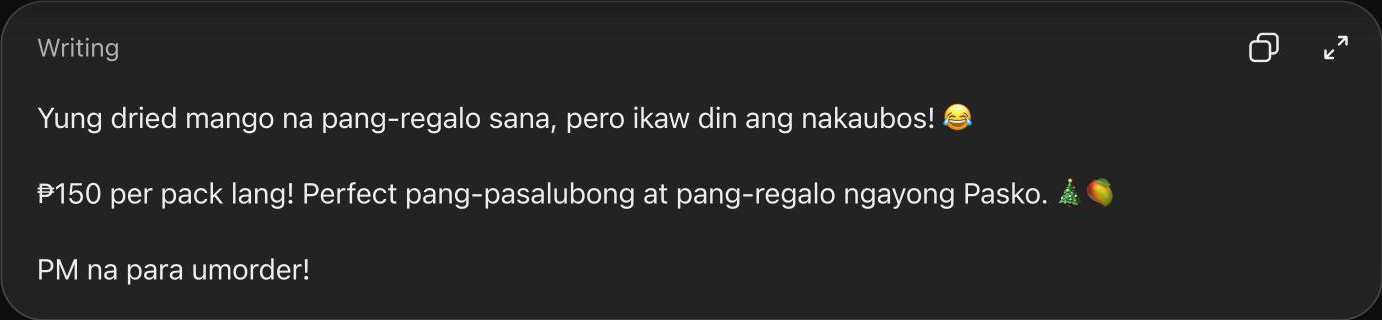 Writing
Yung dried mango na pang-regalo sana, pero ikaw din ang nakaubos! 😂
₱150 per pack lang! Perfect pang-pasalubong at pang-regalo ngayong Pasko. 🎄🥭
PM na para umorder!